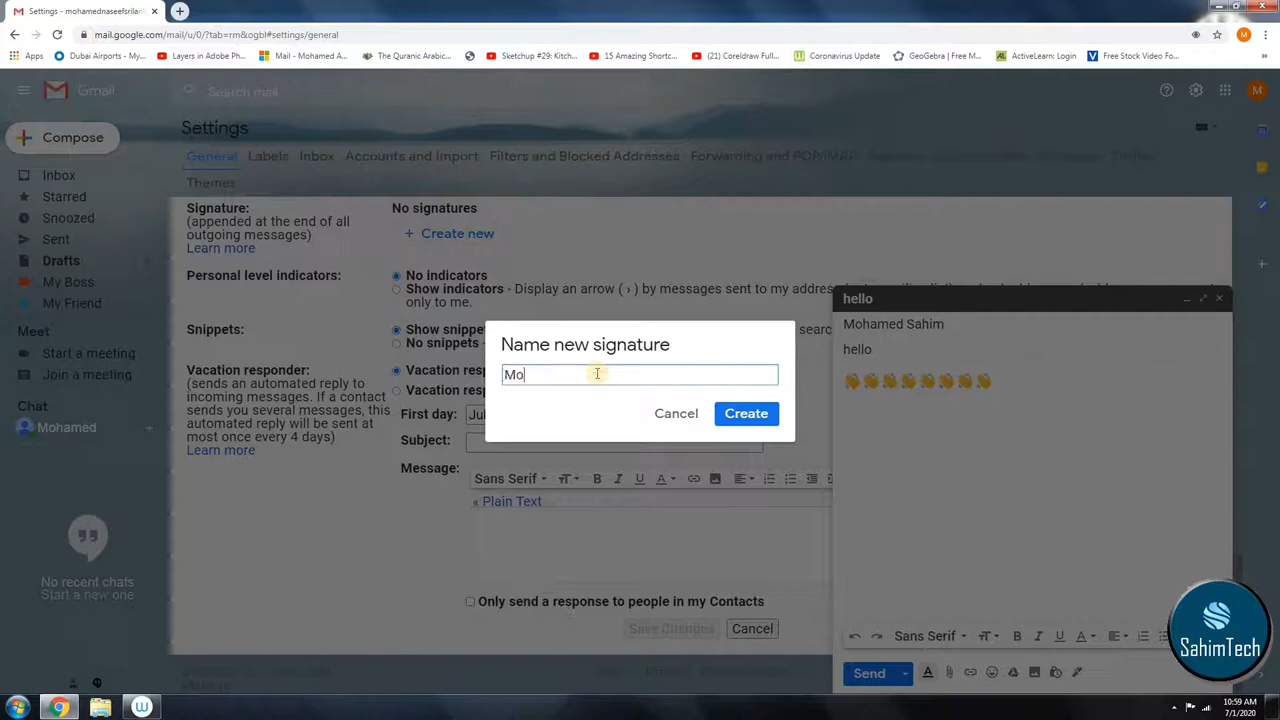 Settings - mohamednaseefsrilan
mail.google.com/mail/u/0/?tab=rm&ogbl#settings/general
M
Apps
Dubai Airports - My...
Layers in Adobe Ph...
Mail - Mohamed A...
The Quranic Arabic...
Sketchup #29: Kitch...
15 Amazing Shortc...
(21) Coreldraw Full...
Coronavirus Update
GeoGebra | Free M...
ActiveLearn: Login
Free Stock Video Fo...
Gmail
Search mail
M
Settings
Compose
General
Labels
Inbox
Accounts and Import
Filters and Blocked Addresses
Forwarding and POP/IMAP
Themes
Inbox
Starred
Snoozed
Sent
Drafts
My Boss
My Friend
Meet
Start a meeting
Join a meeting
Chat
Mohamed
No recent chats
Start a new one
Signature:
(appended at the end of all
outgoing messages)
Learn more
No signatures
+ Create new
Personal level indicators:
No indicators
Show indicators - Display an arrow ( › ) by messages sent to my address
only to me.
Snippets:
Show snippe
No snippets -
searc
Vacation responder:
(sends an automated reply to
incoming messages. If a contact
sends you several messages, this
automated reply will be sent at
most once every 4 days)
Learn more
Vacation resp
Vacation resp
First day:
Jul
Subject:
Message:
Sans Serif
« Plain Text
Only send a response to people in my Contacts
Save Changes
Cancel
Name new signature
Mo
Cancel
Create
hello
Mohamed Sahim
hello
Sans Serif
Send
SahimTech
10:59 AM
7/1/2020